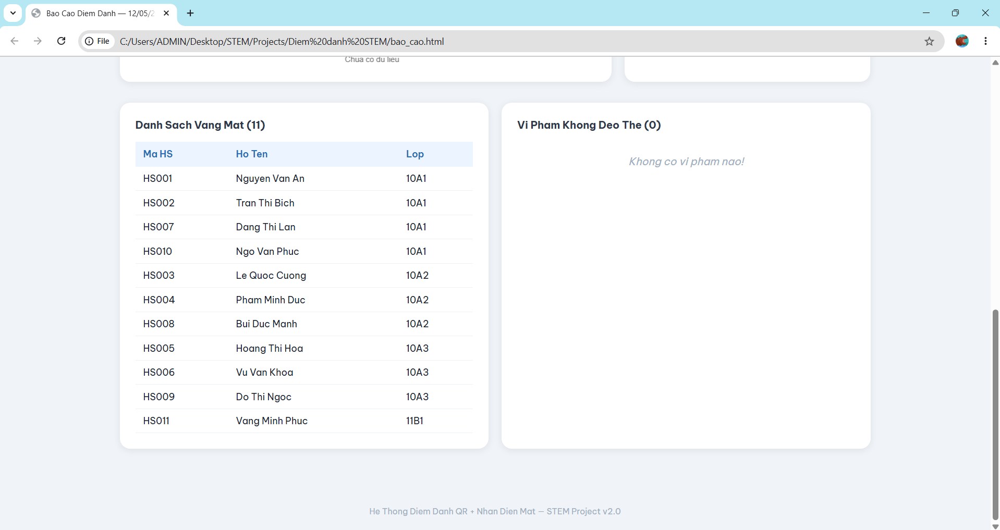 Bao Cao Diem Danh — 12/05/2
File C:/Users/ADMIN/Desktop/STEM/Projects/Diem%20danh%20STEM/bao_cao.html
Chua co du lieu
Danh Sach Vang Mat (11)
Ma HS Ho Ten Lop
HS001 Nguyen Van An 10A1
HS002 Tran Thi Bich 10A1
HS007 Dang Thi Lan 10A1
HS010 Ngo Van Phuc 10A1
HS003 Le Quoc Cuong 10A2
HS004 Pham Minh Duc 10A2
HS008 Bui Duc Manh 10A2
HS005 Hoang Thi Hoa 10A3
HS006 Vu Van Khoa 10A3
HS009 Do Thi Ngoc 10A3
HS011 Vang Minh Phuc 11B1
Vi Pham Khong Deo The (0)
Khong co vi pham nao!
He Thong Diem Danh QR + Nhan Dien Mat — STEM Project v2.0